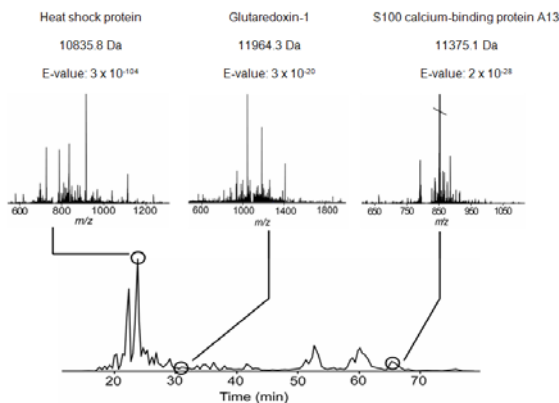 Heat shock protein
10835.8 Da
E-value: 3 x 10⁻¹⁰⁴
Glutaredoxin-1
11964.3 Da
E-value: 3 x 10⁻²⁰
S100 calcium-binding protein A13
11375.1 Da
E-value: 2 x 10⁻²⁸
600 800 1000 1200
m/z
600 1000 1400 1800
m/z
650 750 850 950 1050
m/z
20 30 40 50 60 70
Time (min)